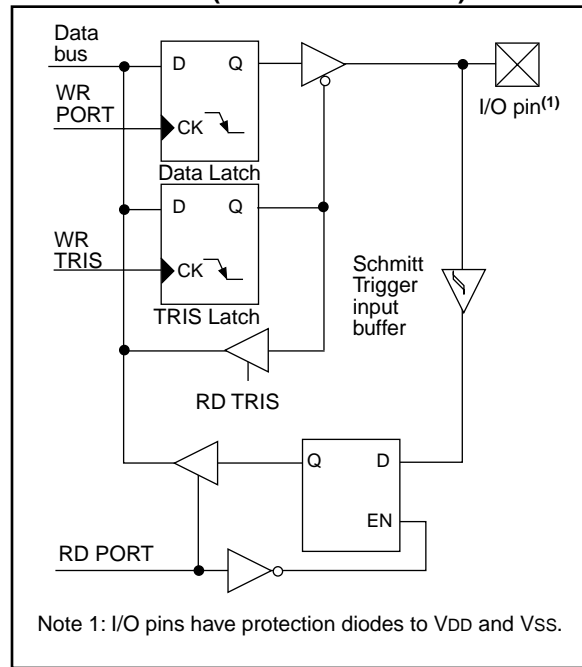 Data
bus
D Q
WR
PORT
CK
I/O pin(1)
Data Latch
D Q
WR
TRIS
CK
TRIS Latch
Schmitt
Trigger
input
buffer
RD TRIS
Q D
EN
RD PORT
Note 1: I/O pins have protection diodes to VDD and VSS.